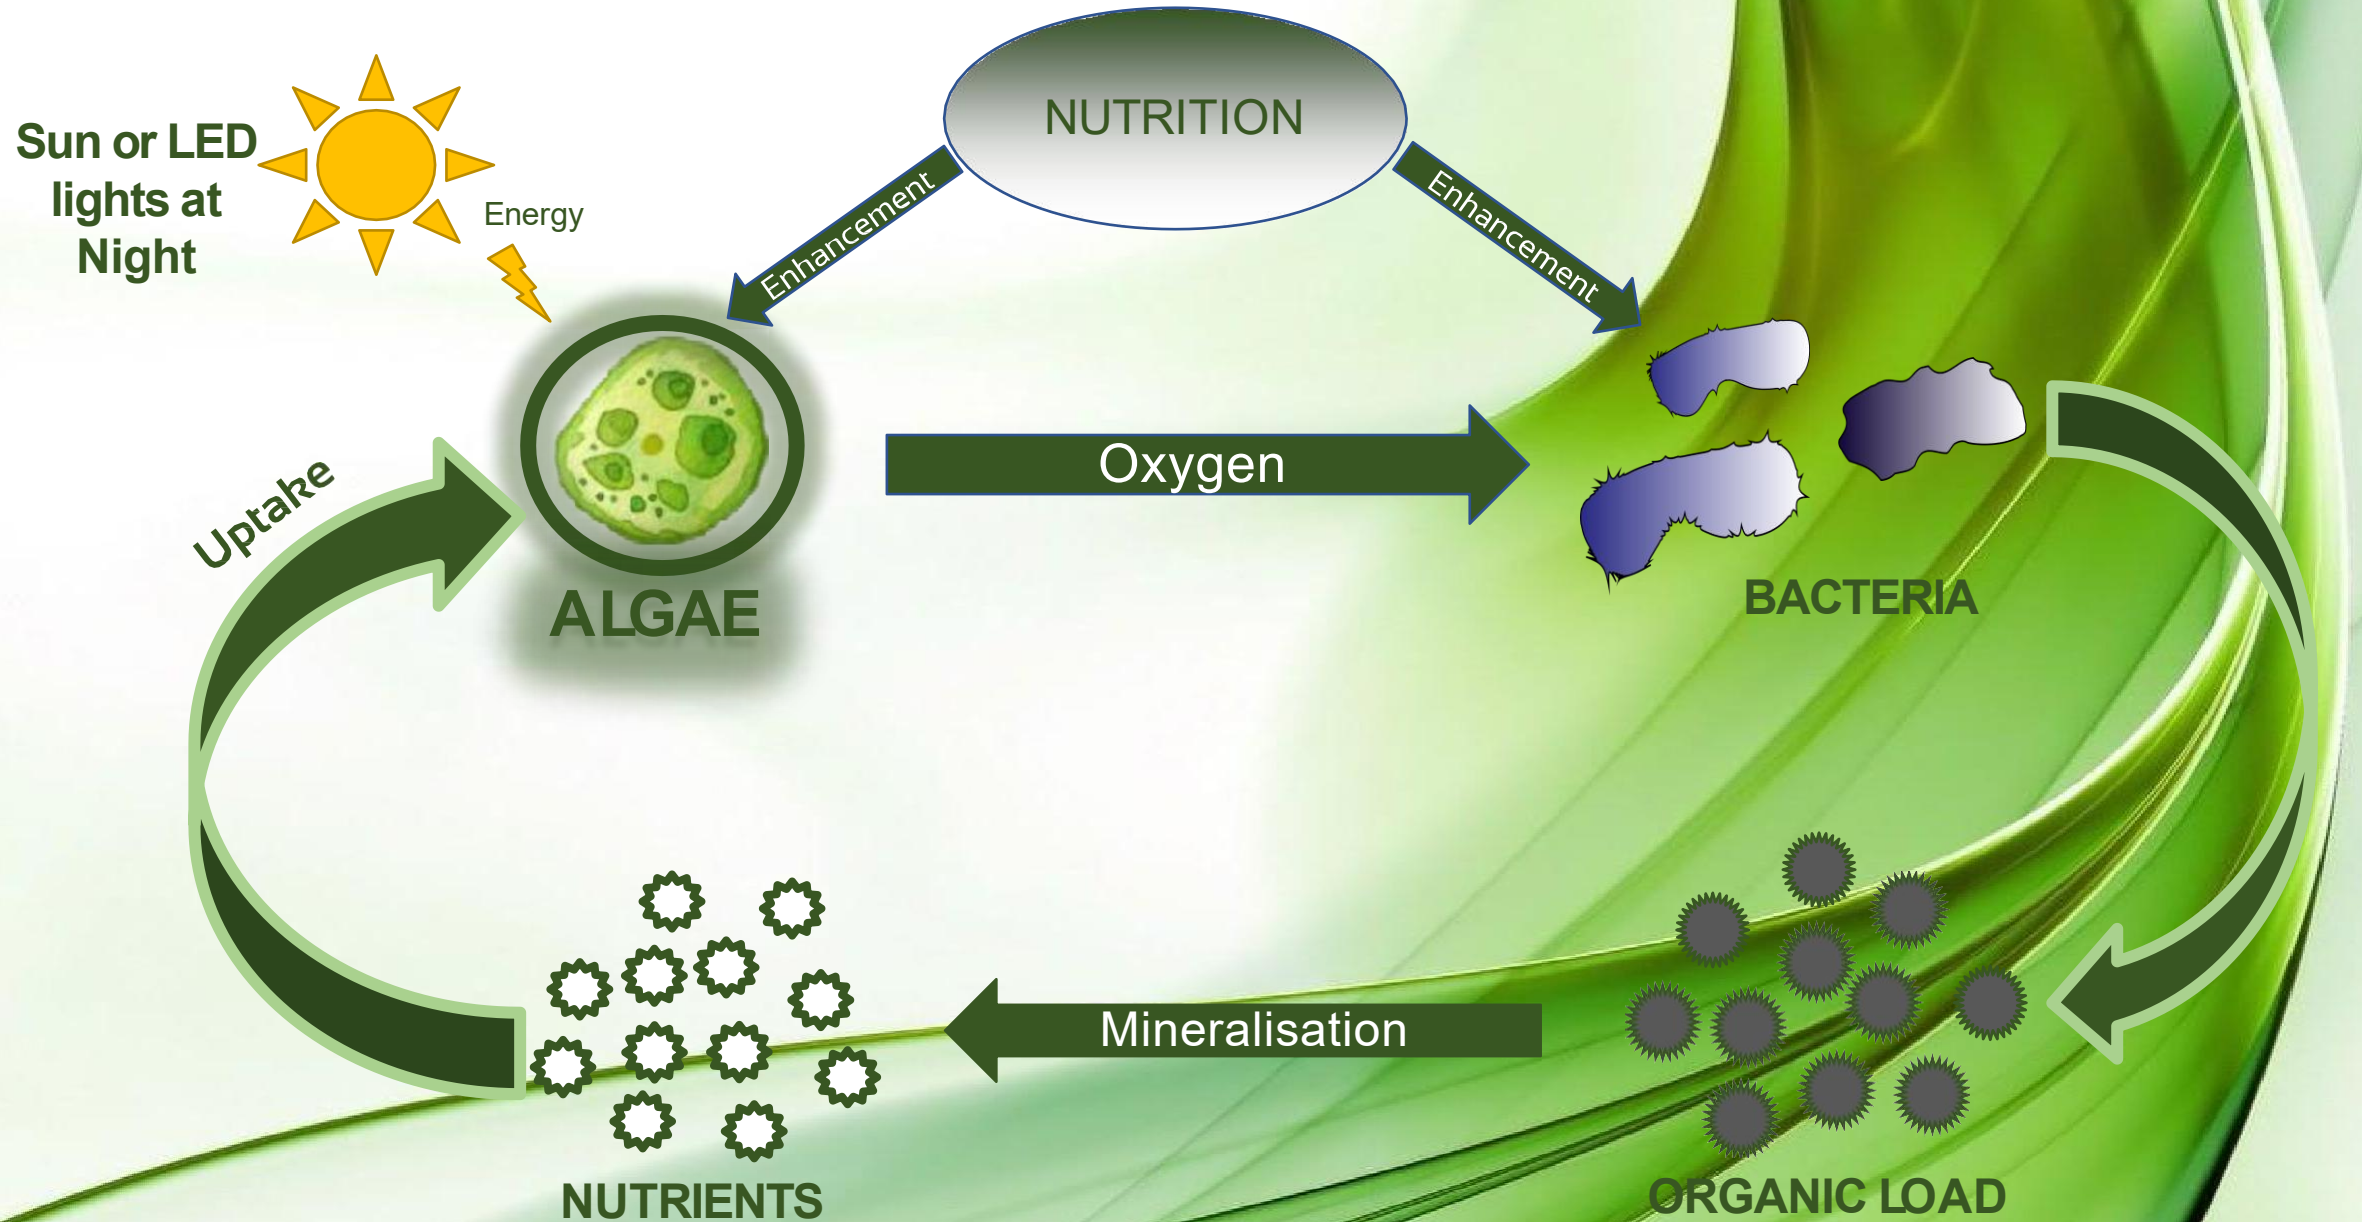 NUTRITION
Sun or LED
lights at
Night
Energy
Enhancement
Enhancement
Uptake
Oxygen
ALGAE
BACTERIA
Mineralisation
NUTRIENTS
ORGANIC LOAD